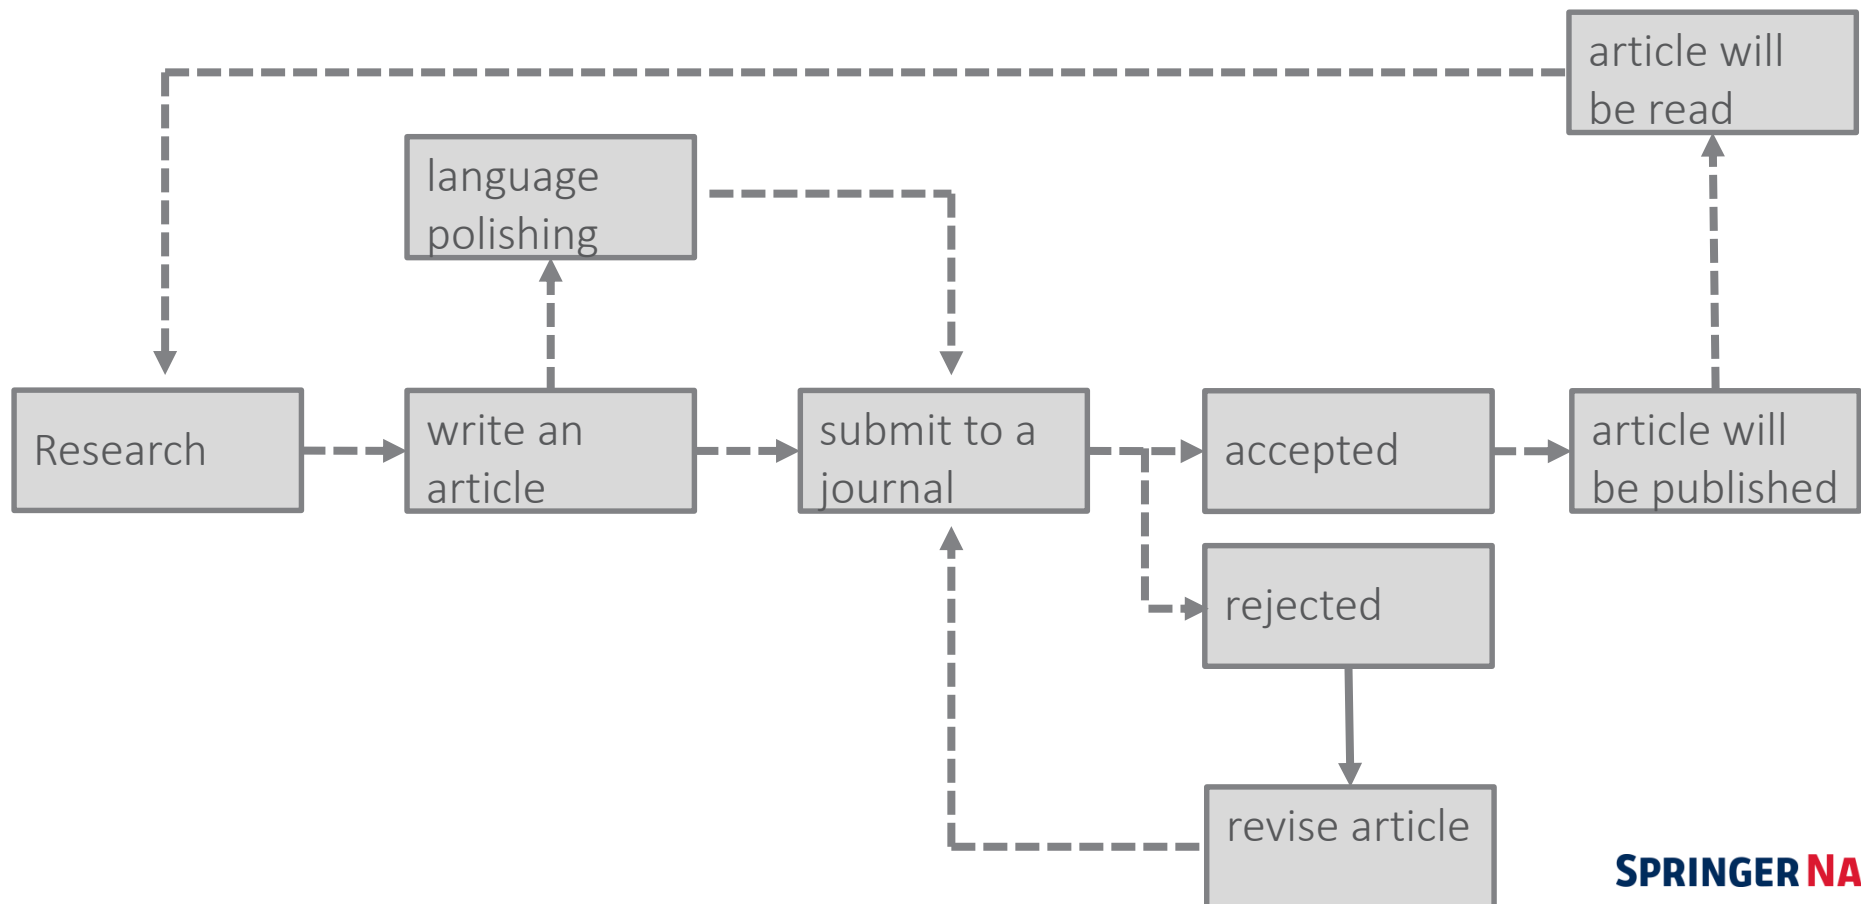 article will
be read
language
polishing
Research
write an
article
submit to a
journal
accepted
article will
be published
rejected
revise article
SPRINGER NA